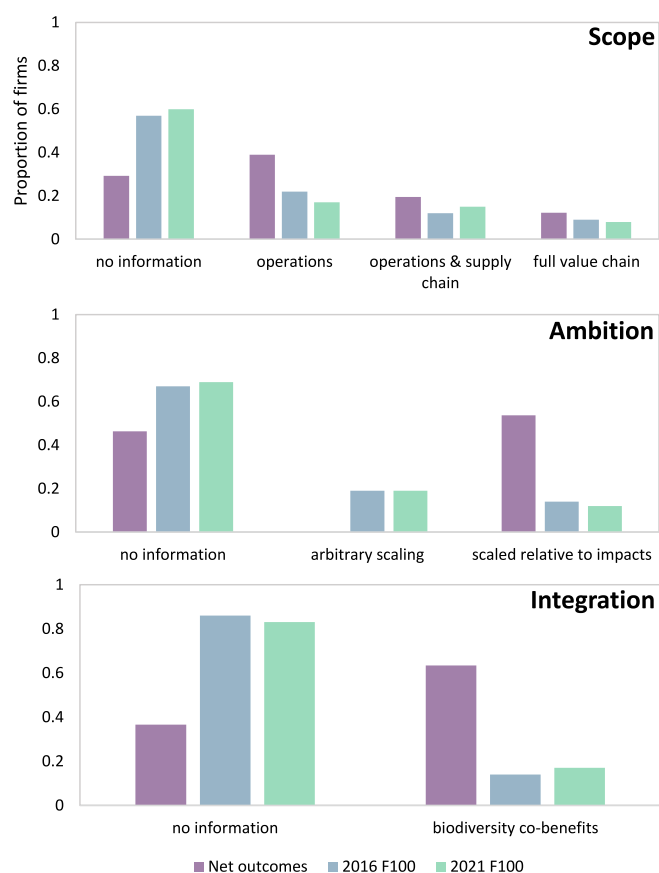 Scope
Proportion of firms
1
0.8
0.6
0.4
0.2
0
no information operations operations & supply full value chain
chain
Ambition
1
0.8
0.6
0.4
0.2
0
no information arbitrary scaling scaled relative to impacts
Integration
1
0.8
0.6
0.4
0.2
0
no information biodiversity co-benefits
Net outcomes 2016 F100 2021 F100